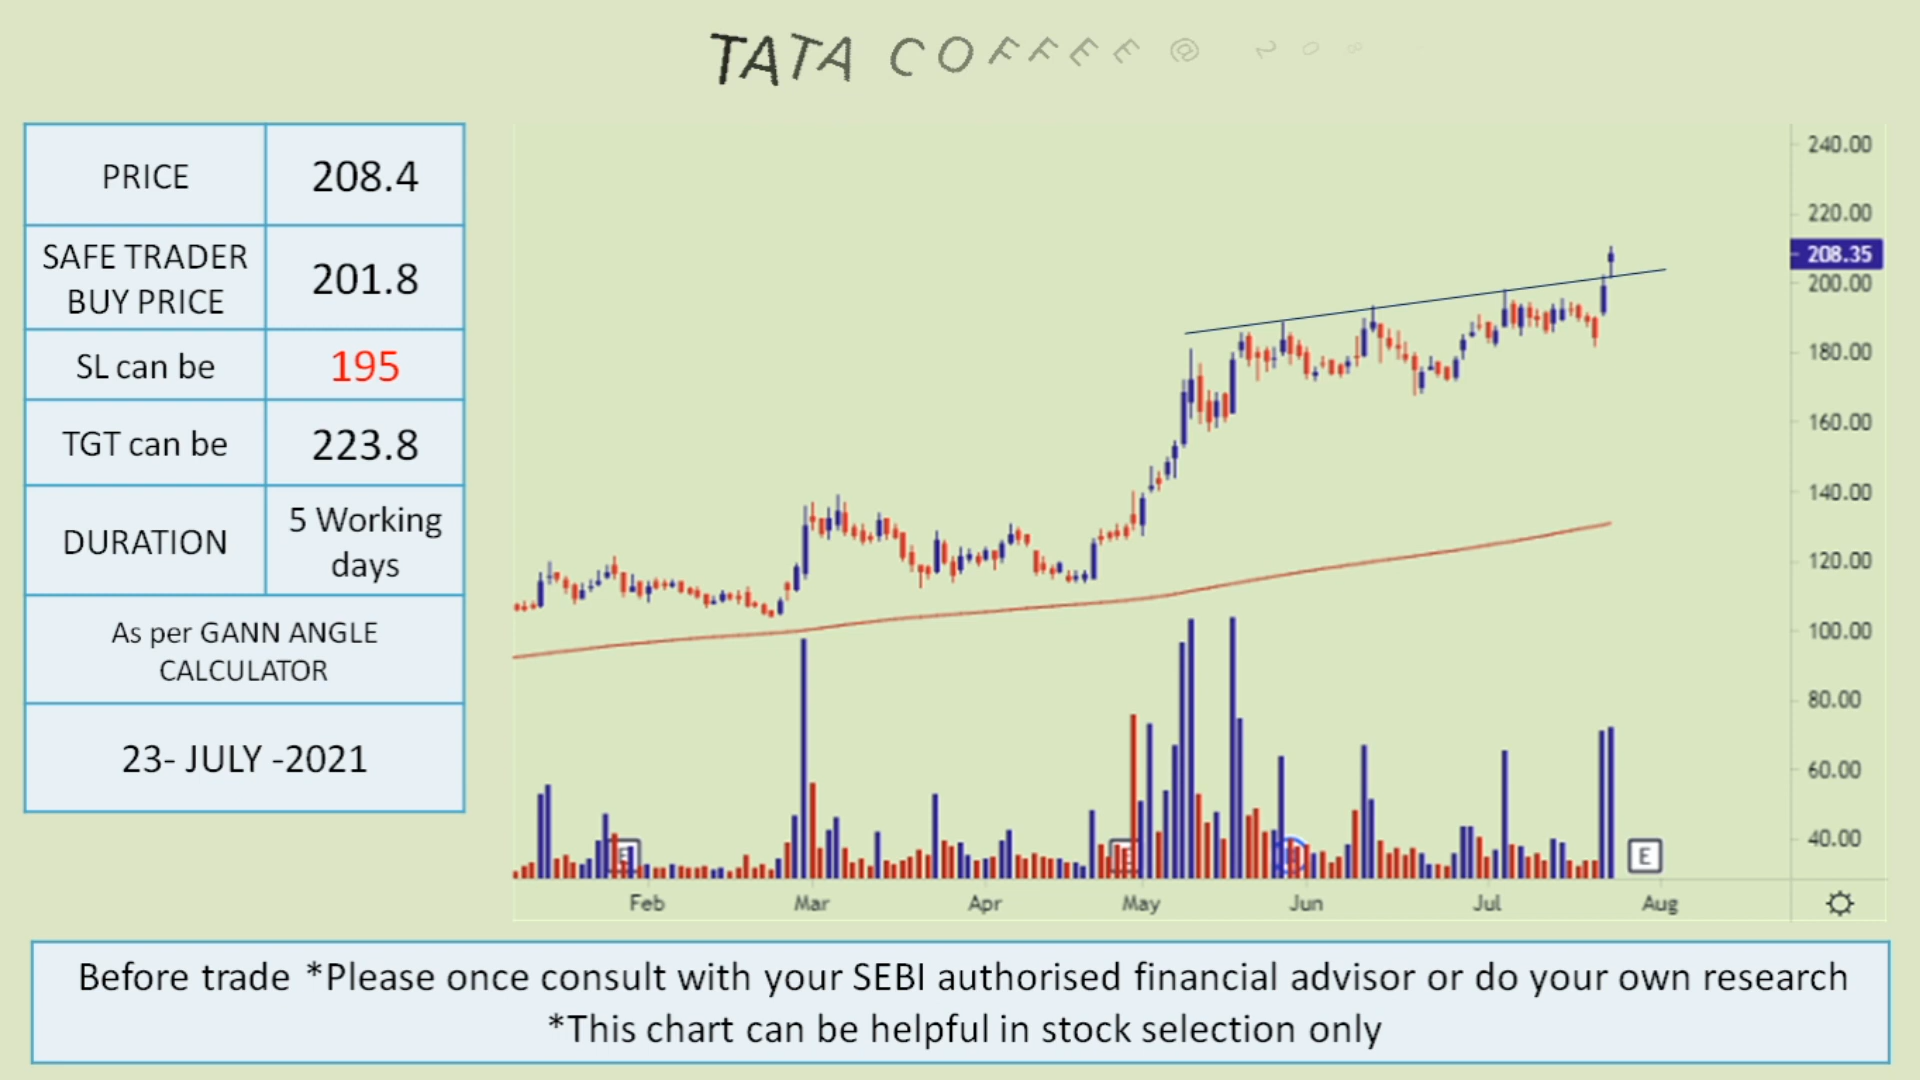 TATA COFFEE @ 208
PRICE 208.4
SAFE TRADER
BUY PRICE
201.8
SL can be 195
TGT can be 223.8
DURATION
5 Working
days
As per GANN ANGLE
CALCULATOR
23- JULY -2021
240.00
220.00
208.35
200.00
180.00
160.00
140.00
120.00
100.00
80.00
60.00
40.00
E
Feb Mar Apr May Jun Jul Aug
Before trade *Please once consult with your SEBI authorised financial advisor or do your own research
*This chart can be helpful in stock selection only